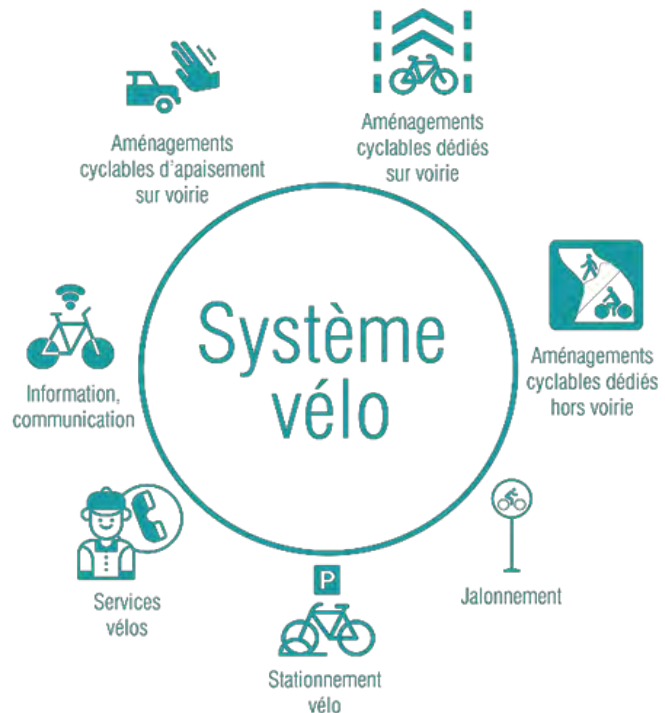 Aménagements
cyclables d'apaisement
sur voirie
Aménagements
cyclables dédiés
sur voirie
Système
vélo
Aménagements
cyclables dédiés
hors voirie
Information,
communication
Services
vélos
P
Stationnement
vélo
Jalonnement